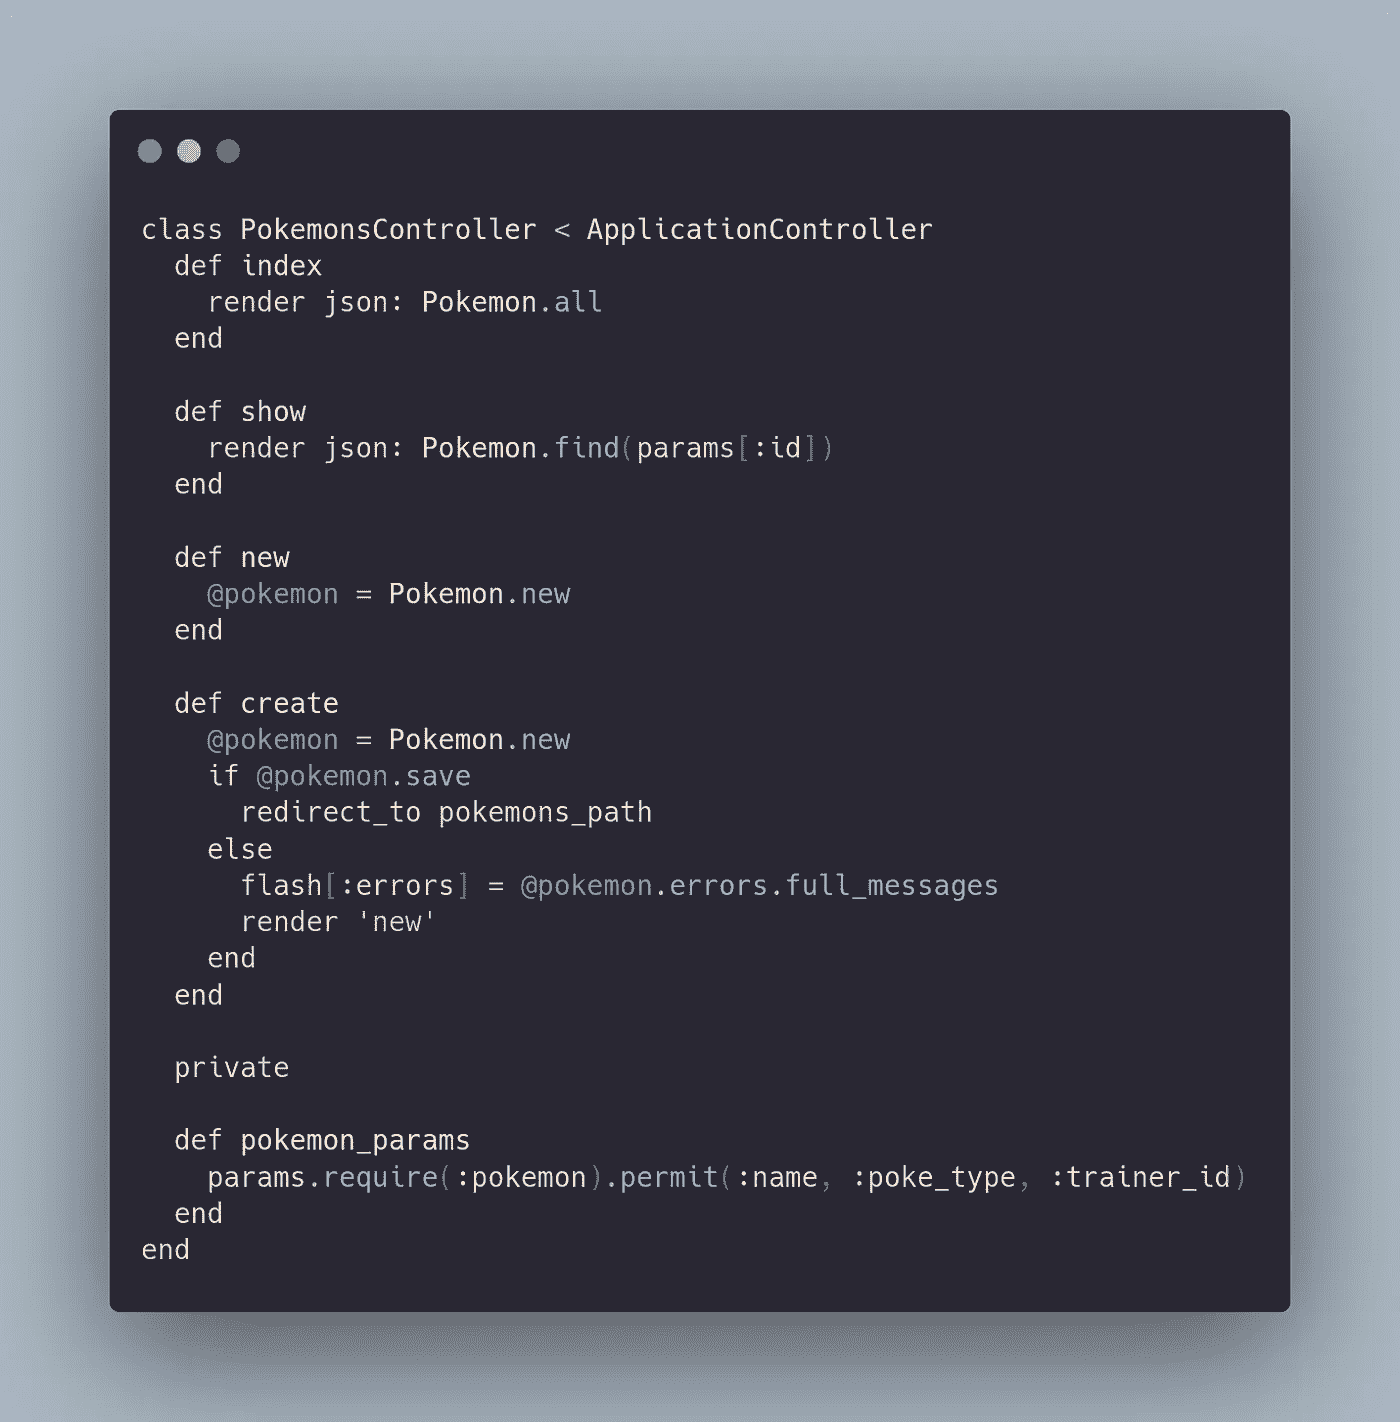 class PokemonsController < ApplicationController
  def index
    render json: Pokemon.all
  end

  def show
    render json: Pokemon.find(params[:id])
  end

  def new
    @pokemon = Pokemon.new
  end

  def create
    @pokemon = Pokemon.new
    if @pokemon.save
      redirect_to pokemons_path
    else
      flash[:errors] = @pokemon.errors.full_messages
      render 'new'
    end
  end

  private

  def pokemon_params
    params.require(:pokemon).permit(:name, :poke_type, :trainer_id)
  end
end